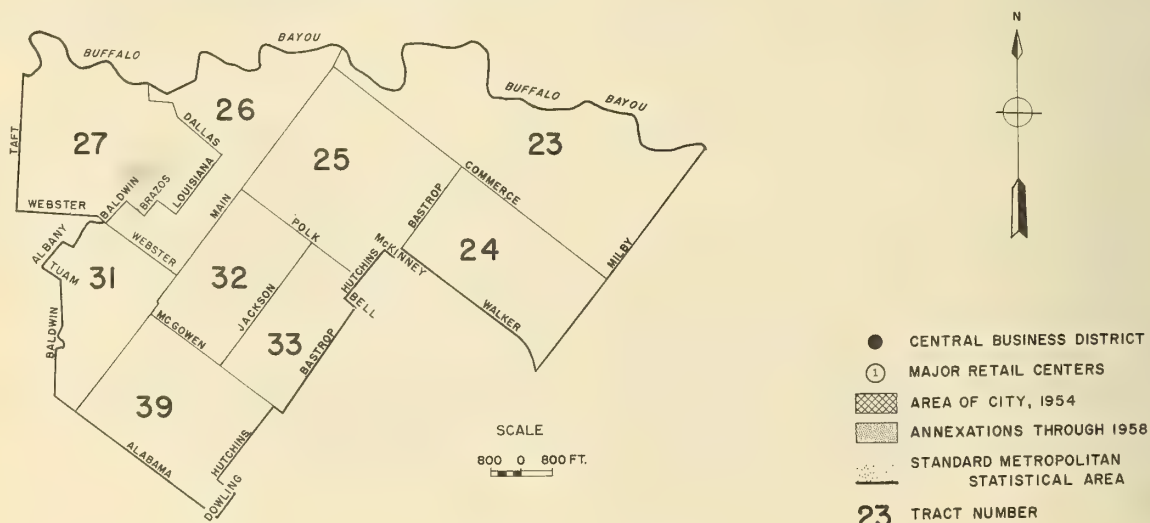 N
BUFFALO
BAYOU
BUFFALO
BAYOU
26
23
27
25
24
TAFT
DALLAS
LOUISIANA
BRAZOS
BALDWIN
WEBSTER
ALBANY
WEBSTER
MAIN
POLK
COMMERCE
BASTROP
McKINNEY
HUTCHINS
BELL
WALKER
MILBY
31
TUAM
32
JACKSON
33
BASTROP
BALDWIN
MC GOWEN
39
ALABAMA
HUTCHINS
DOWLING
SCALE
800 0 800 FT.
CENTRAL BUSINESS DISTRICT
1 MAJOR RETAIL CENTERS
AREA OF CITY, 1954
ANNEXATIONS THROUGH 1958
STANDARD METROPOLITAN
STATISTICAL AREA
23 TRACT NUMBER